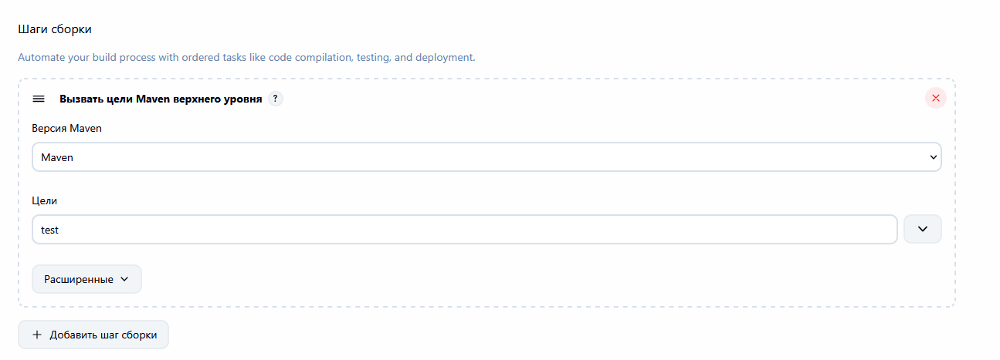 Шаги сборки
Automate your build process with ordered tasks like code compilation, testing, and deployment.
Вызвать цели Maven верхнего уровня ?
Версия Maven
Maven
Цели
test
Расширенные
+ Добавить шаг сборки